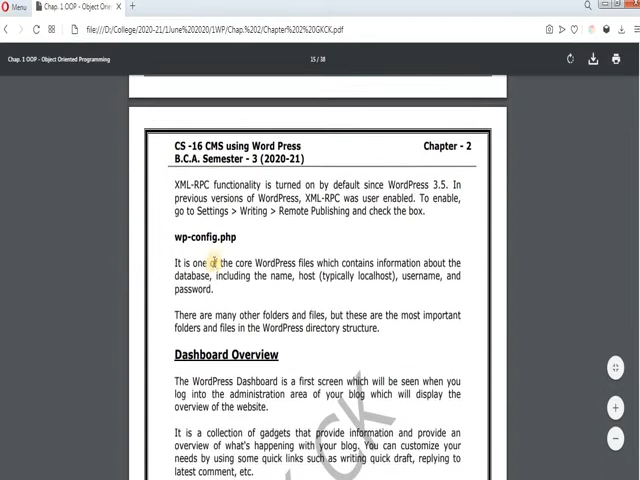 Menu
Chap. 1 OOP - Object Orient
file:///D:/College/2020-21/1June%202020/1WP/Chap.%202/Chapter%202%20GKCK.pdf
Chap. 1 OOP - Object Oriented Programming
15 / 38
CS -16 CMS using Word Press Chapter - 2
B.C.A. Semester - 3 (2020-21)
XML-RPC functionality is turned on by default since WordPress 3.5. In
previous versions of WordPress, XML-RPC was user enabled. To enable,
go to Settings > Writing > Remote Publishing and check the box.
wp-config.php
It is one of the core WordPress files which contains information about the
database, including the name, host (typically localhost), username, and
password.
There are many other folders and files, but these are the most important
folders and files in the WordPress directory structure.
Dashboard Overview
The WordPress Dashboard is a first screen which will be seen when you
log into the administration area of your blog which will display the
overview of the website.
It is a collection of gadgets that provide information and provide an
overview of what's happening with your blog. You can customize your
needs by using some quick links such as writing quick draft, replying to
latest comment, etc.
CK